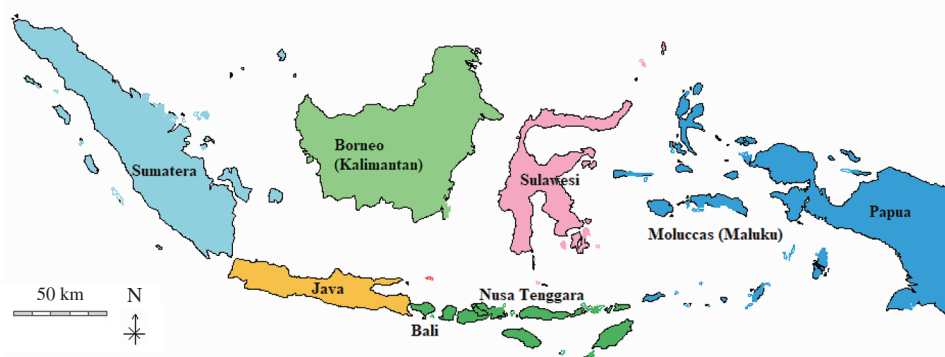 Borneo
(Kalimantan)
Sumatera
Sulawesi
Papua
Moluccas (Maluku)
50 km
N
Java
Nusa Tenggara
Bali